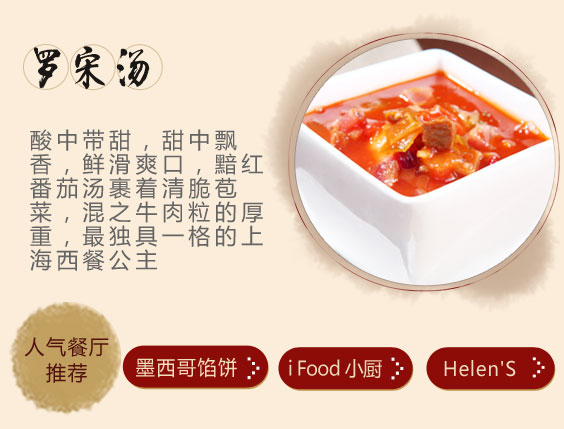 罗宋汤
酸中带甜，甜中飘
香，鲜滑爽口，黯红
番茄汤裹着清脆苞
菜，混之牛肉粒的厚
重，最独具一格的上
海西餐公主
人气餐厅
推荐
墨西哥馅饼
i Food 小厨
Helen'S